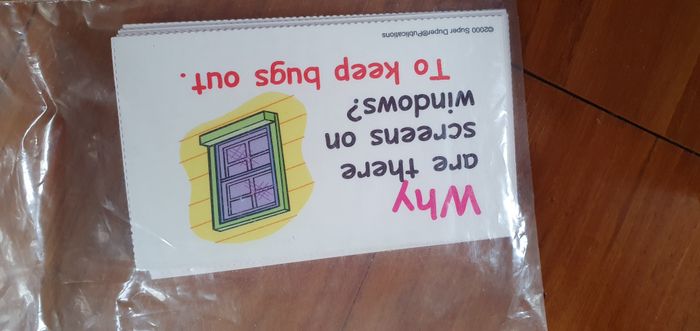 Why
are there
screens on
windows?
To keep bugs out.
©2000 Super Duper® Publications